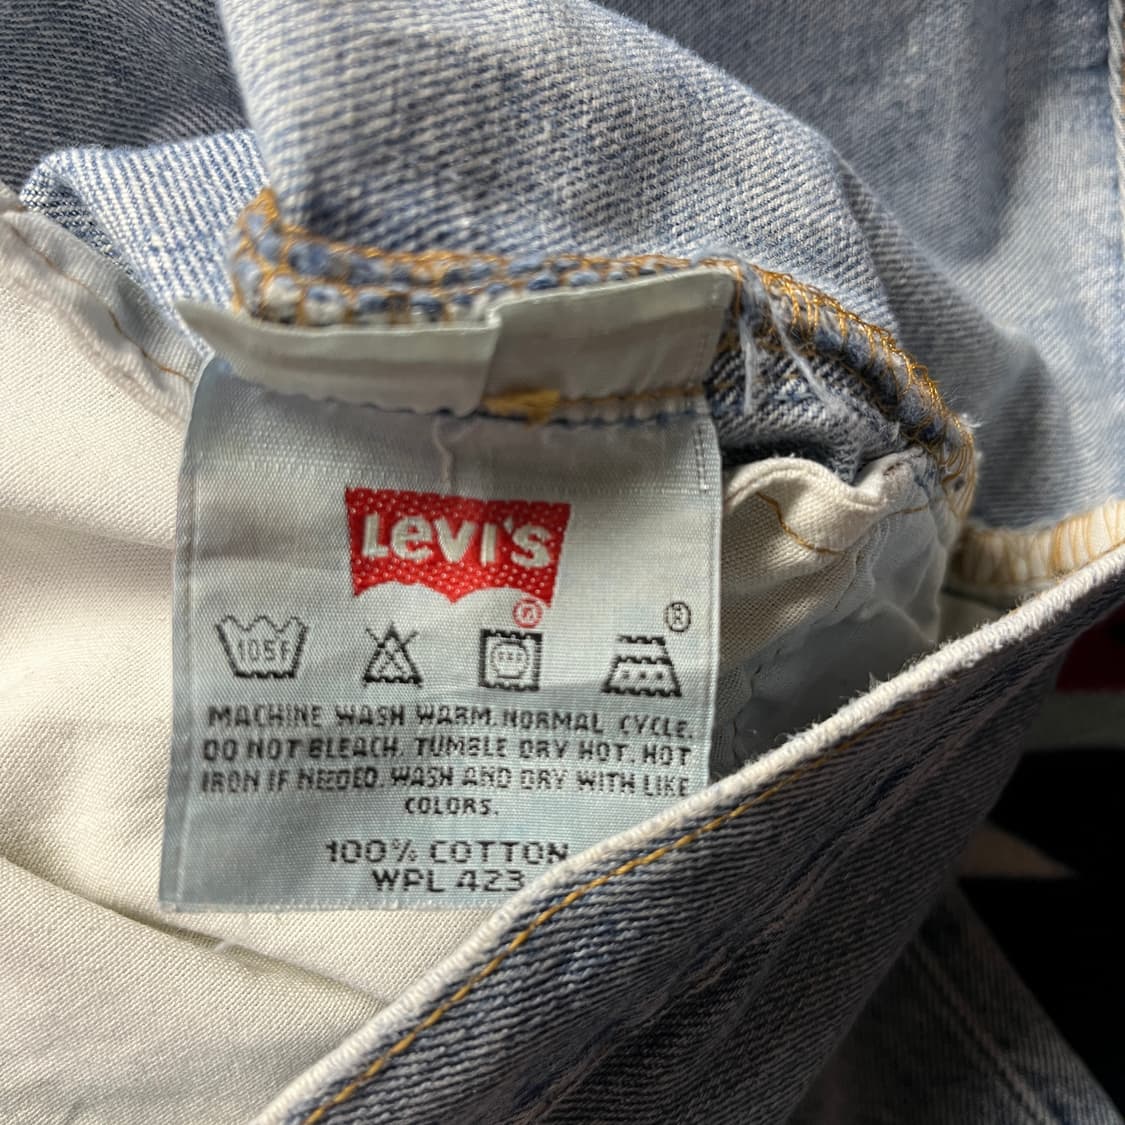 Levi's
®
®
105F
MACHINE WASH WARM. NORMAL CYCLE.
DO NOT BLEACH. TUMBLE DRY HOT. HOT
IRON IF NEEDED. WASH AND DRY WITH LIKE
COLORS.
100% COTTON
WPL 423